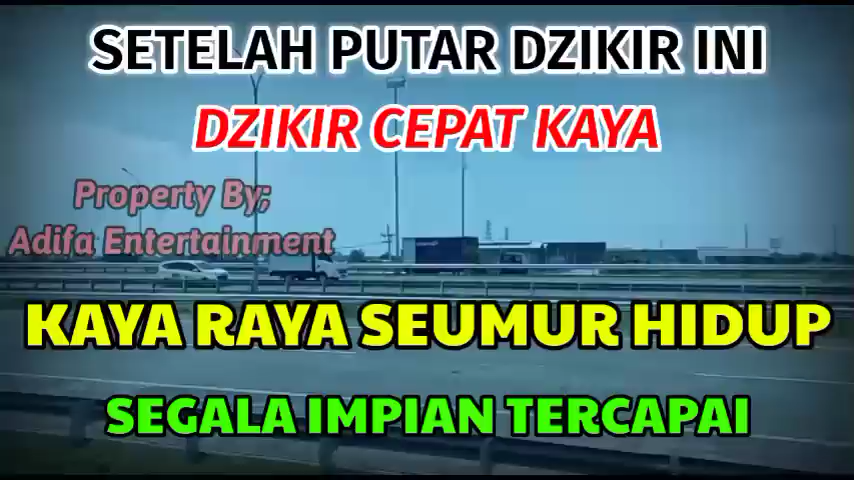 SETELAH PUTAR DZIKIR INI
DZIKIR CEPAT KAYA
Property By;
Adifa Entertainment
KAYA RAYA SEUMUR HIDUP
SEGALA IMPIAN TERCAPAI